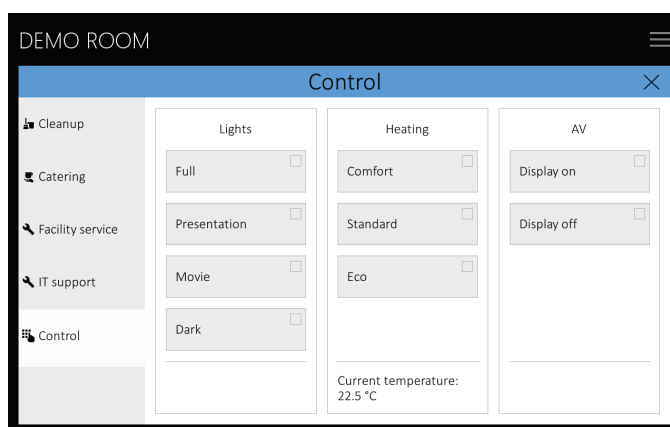 DEMO ROOM
Control
Cleanup
Catering
Facility service
IT support
Control
Lights
Full
Presentation
Movie
Dark
Heating
Comfort
Standard
Eco
Current temperature:
22.5 °C
AV
Display on
Display off